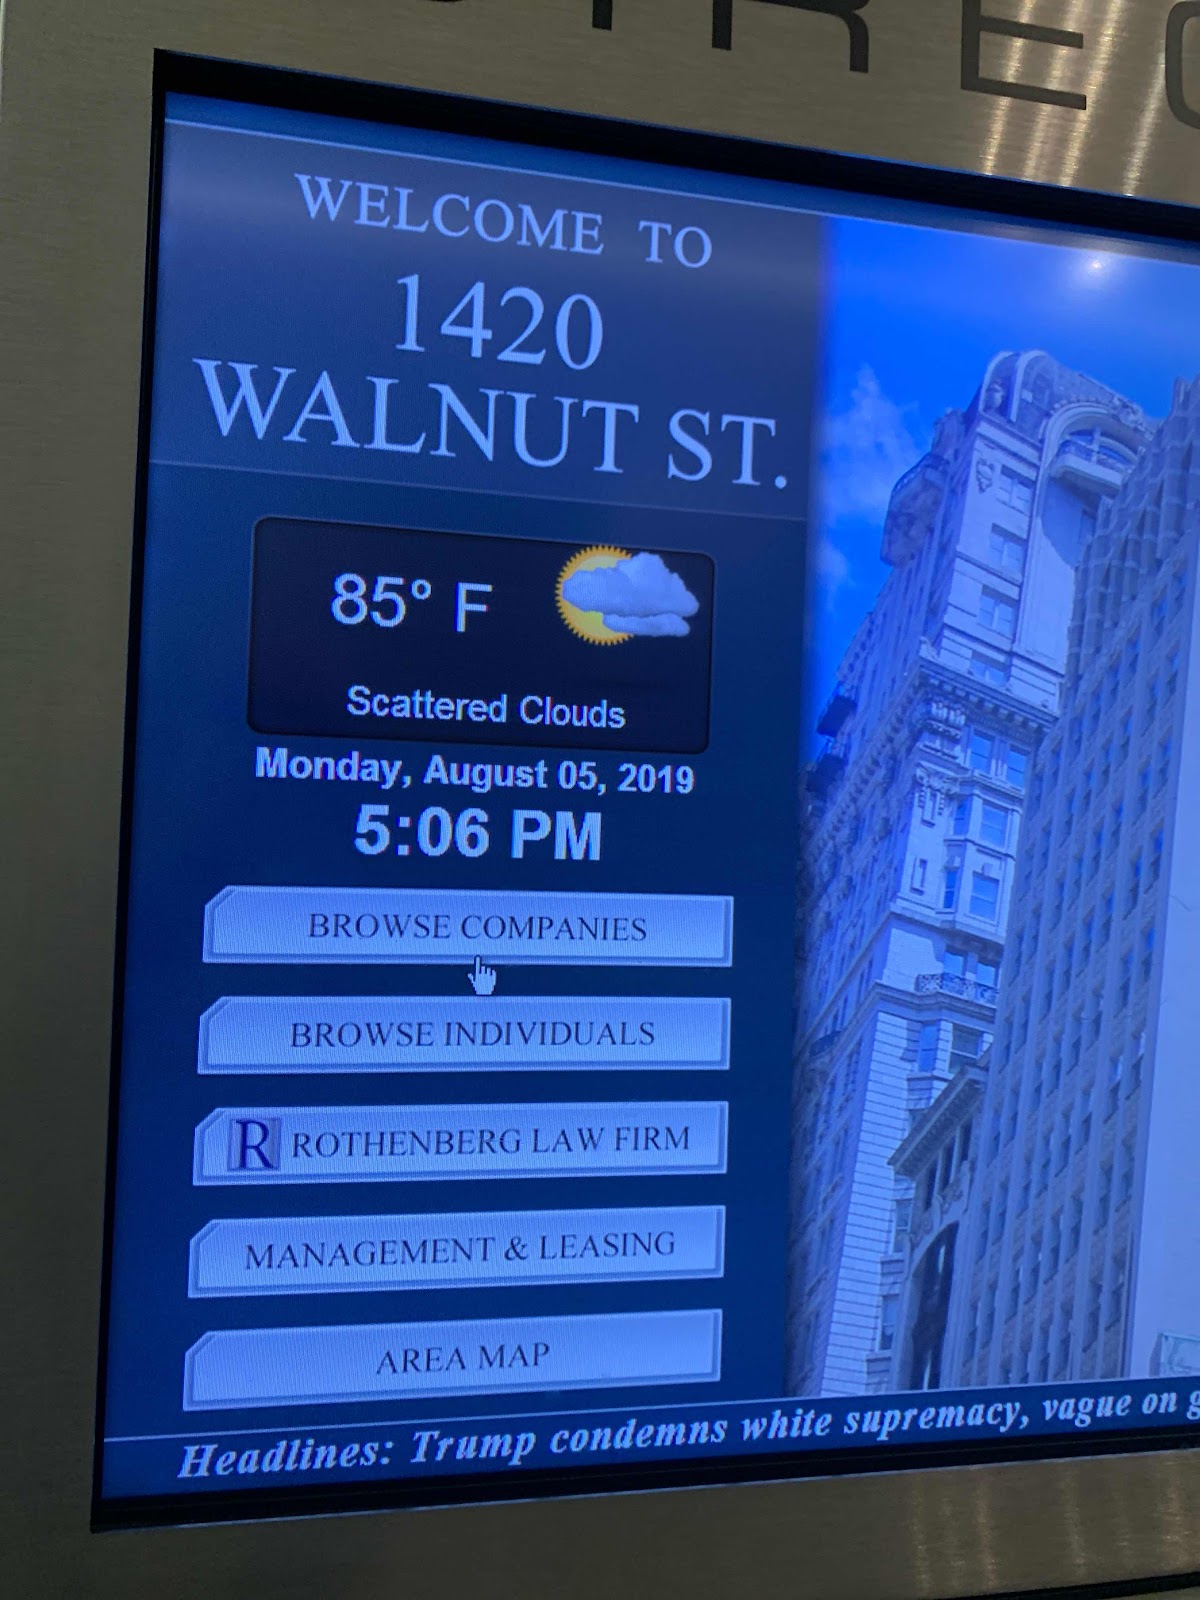 WELCOME TO
1420
WALNUT ST.
85° F
Scattered Clouds
Monday, August 05, 2019
5:06 PM
BROWSE COMPANIES
BROWSE INDIVIDUALS
R ROTHENBERG LAW FIRM
MANAGEMENT & LEASING
AREA MAP
Headlines: Trump condemns white supremacy, vague on g